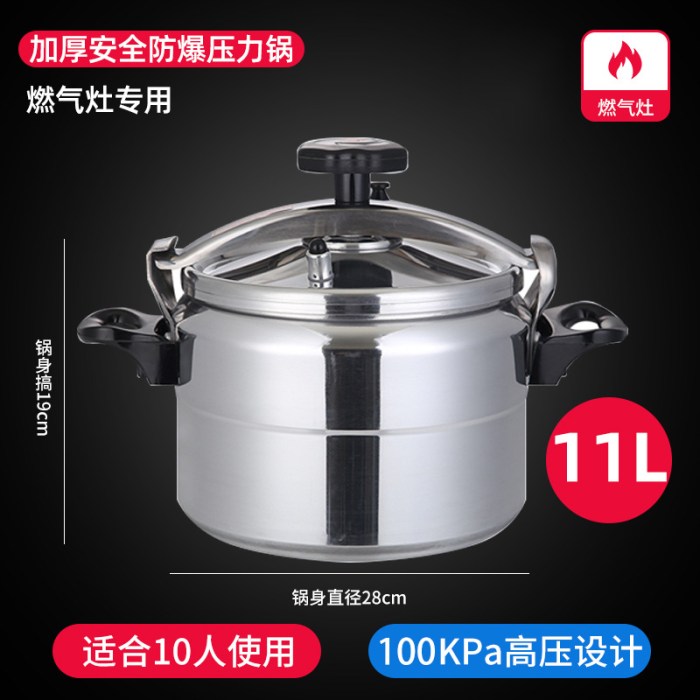 加厚安全防爆压力锅
燃气灶专用
燃气灶
锅身搞19cm
11L
锅身直径28cm
适合10人使用
100KPa高压设计